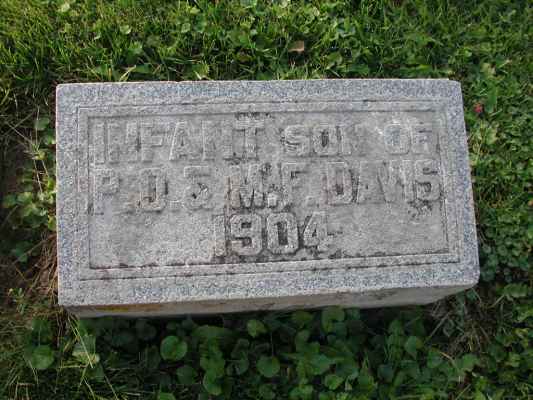 INFANT SON OF
P.O. & M.F. DAVIS
1904